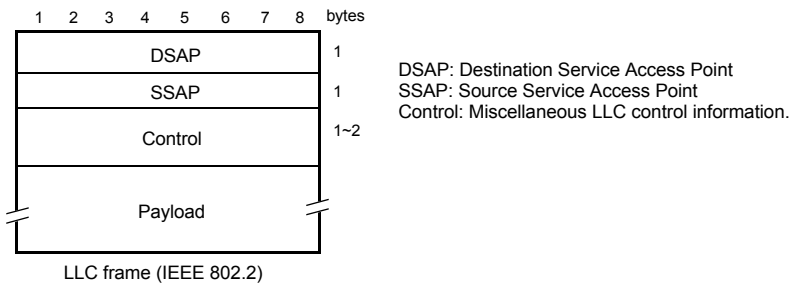 1 2 3 4 5 6 7 8 bytes
DSAP 1
SSAP 1
Control 1~2
Payload
LLC frame (IEEE 802.2)
DSAP: Destination Service Access Point
SSAP: Source Service Access Point
Control: Miscellaneous LLC control information.